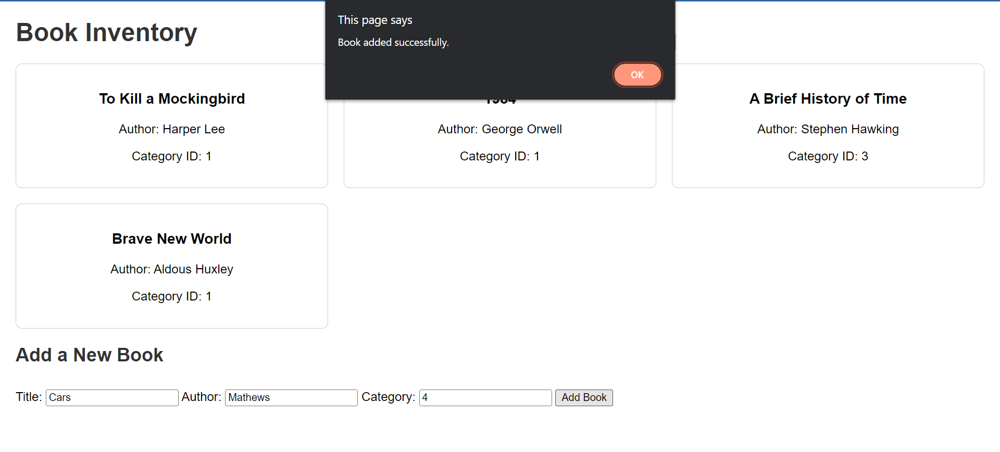 Book Inventory
This page says
Book added successfully.
OK
To Kill a Mockingbird
Author: Harper Lee
Category ID: 1
1984
Author: George Orwell
Category ID: 1
A Brief History of Time
Author: Stephen Hawking
Category ID: 3
Brave New World
Author: Aldous Huxley
Category ID: 1
Add a New Book
Title: Cars Author: Mathews Category: 4 Add Book